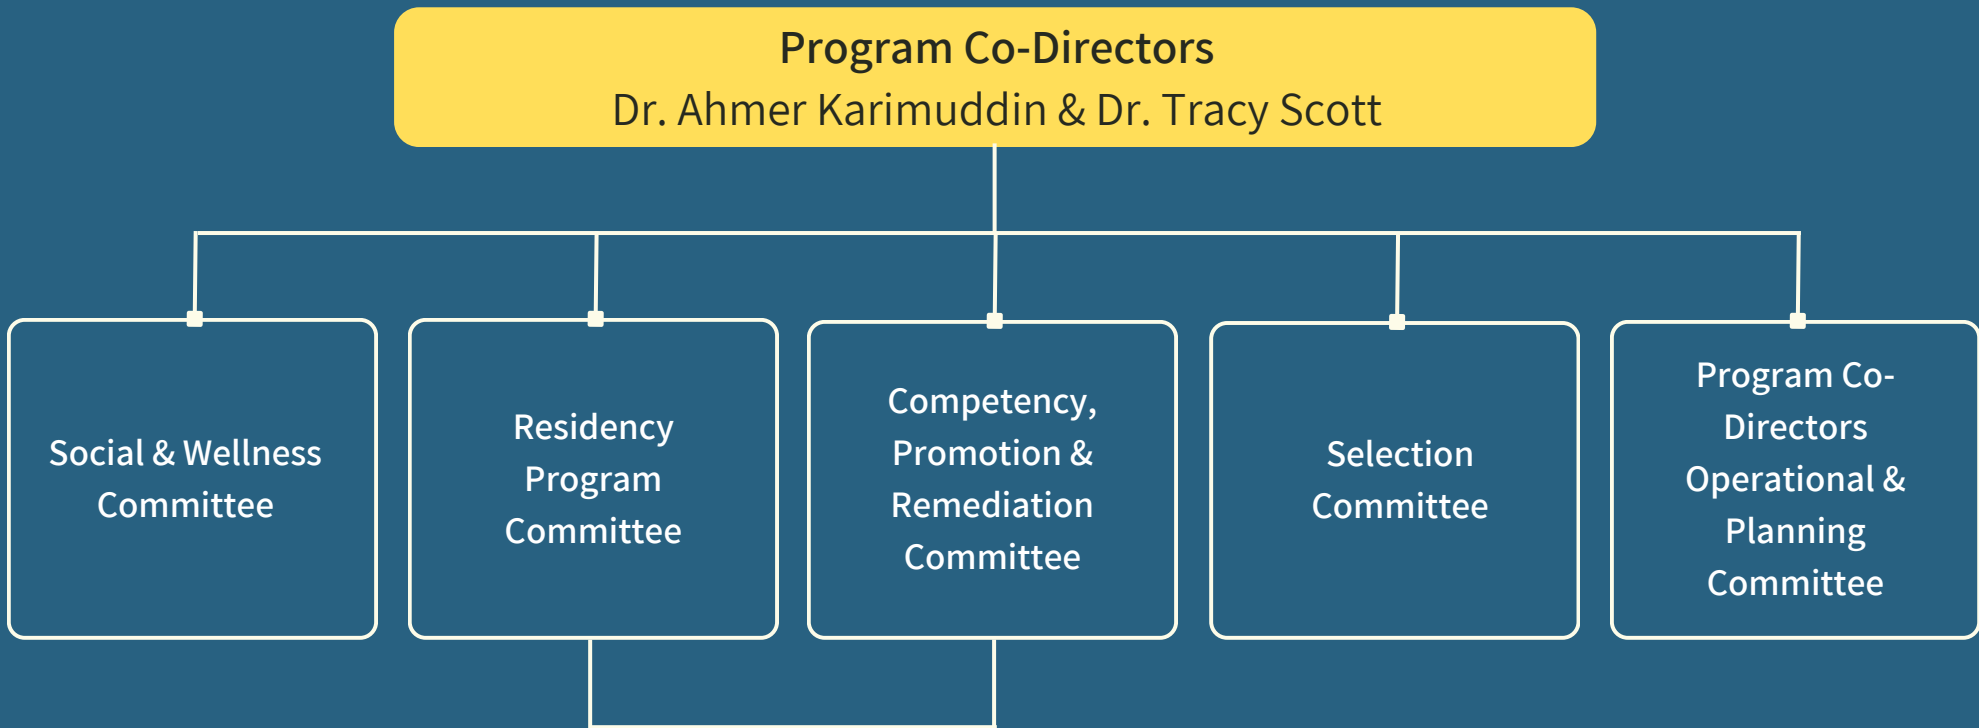 Program Co-Directors
Dr. Ahmer Karimuddin & Dr. Tracy Scott
Social & Wellness
Committee
Residency
Program
Committee
Competency,
Promotion &
Remediation
Committee
Selection
Committee
Program Co-
Directors
Operational &
Planning
Committee